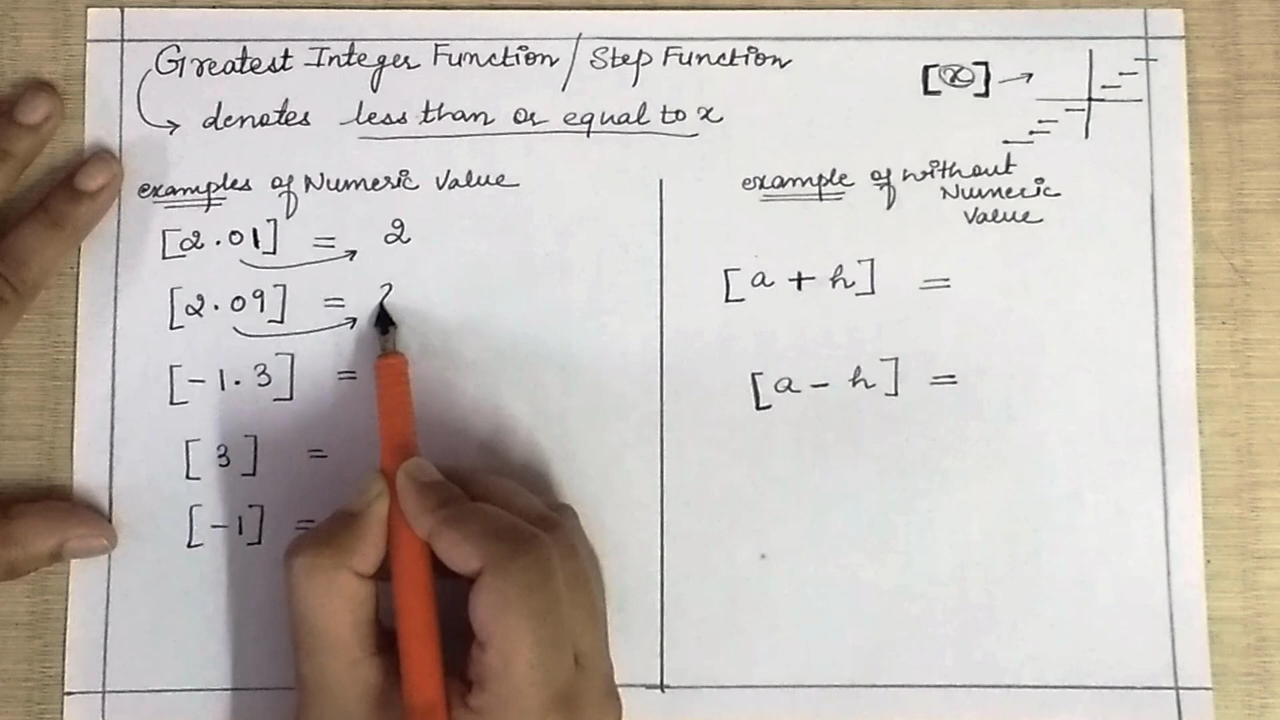 Greatest Integer Function / Step Function
[x] →
denotes less than or equal to x
examples of Numeric Value
[2.01] = 2
[2.09] = 2
[-1.3] =
[3] =
[-1] =
example of without
Numeric
Value
[a + h] =
[a - h] =